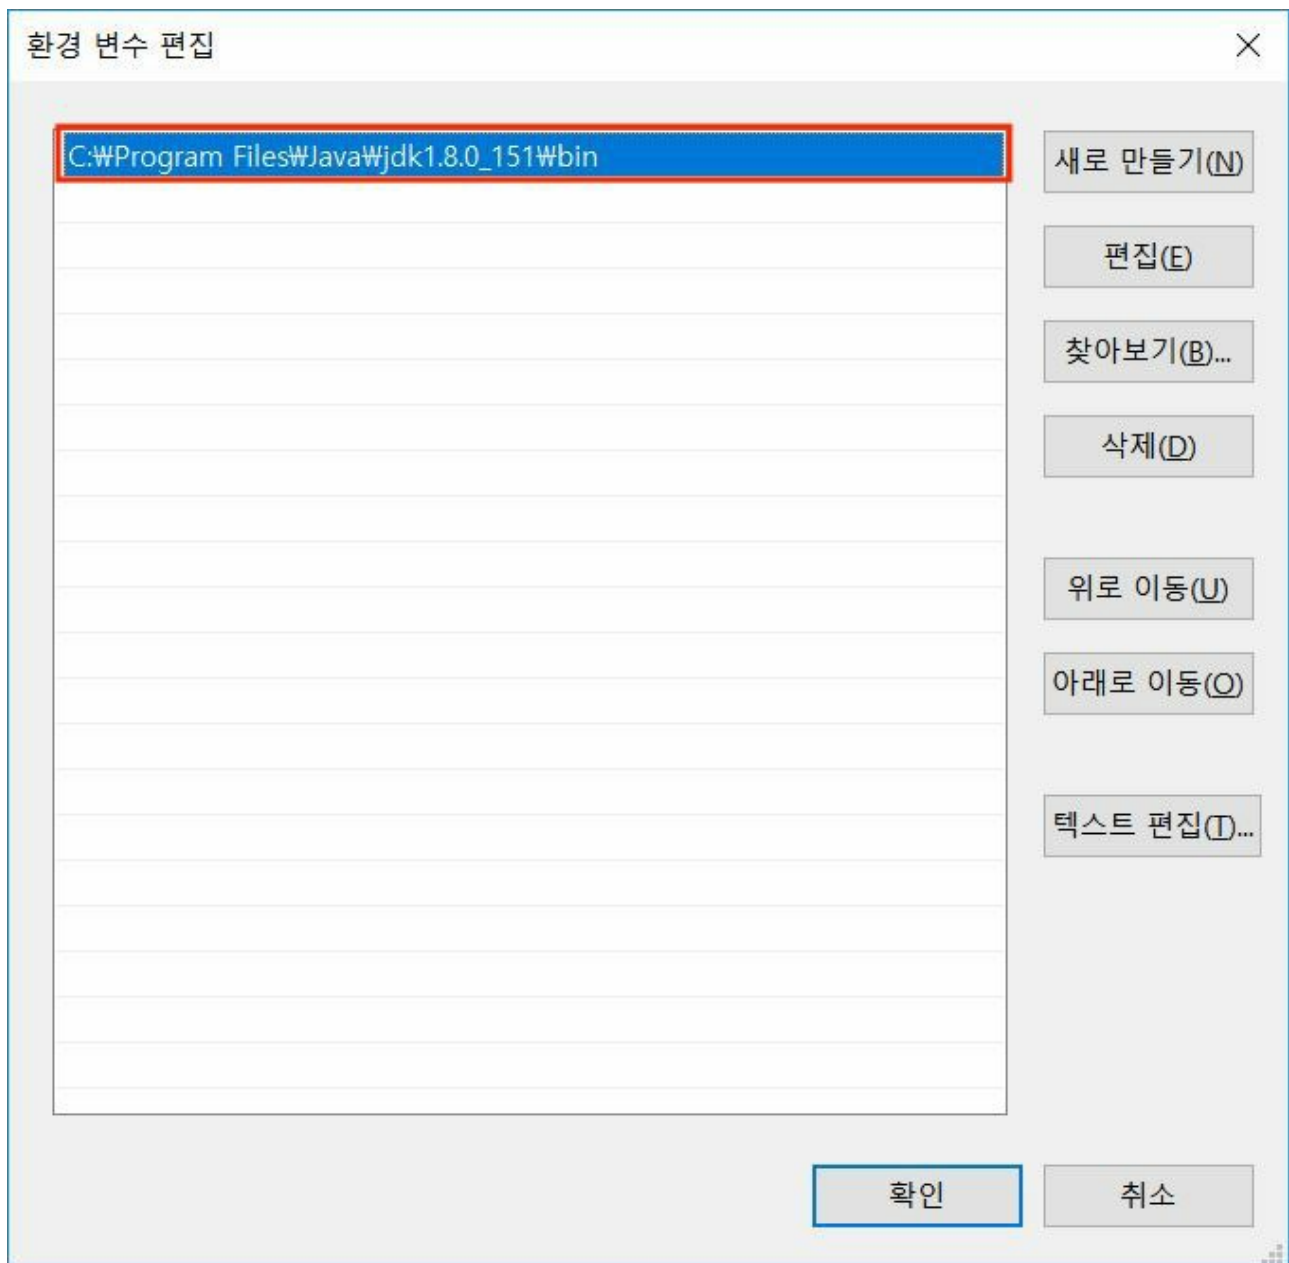 환경 변수 편집
C:₩Program Files₩Java₩jdk1.8.0_151₩bin
새로 만들기(N)
편집(E)
찾아보기(B)...
삭제(D)
위로 이동(U)
아래로 이동(O)
텍스트 편집(T)...
확인
취소